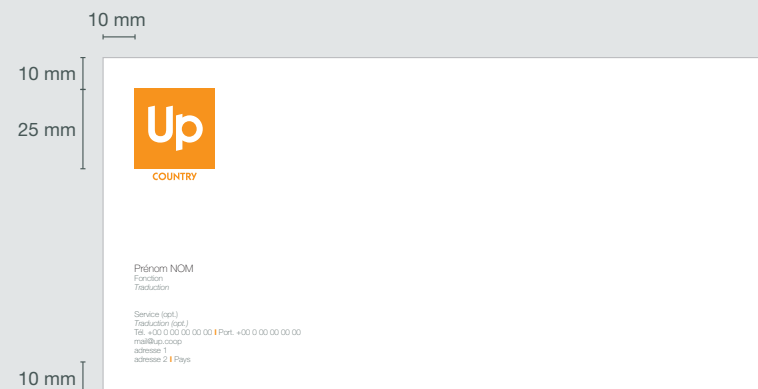 10 mm
10 mm
25 mm
Up
COUNTRY
Prénom NOM
Fonction
Traduction
Service (opt.)
Traduction (opt.)
Tél. +00 0 00 00 00 00 I Port. +00 0 00 00 00 00
mail@up.coop
adresse 1
adresse 2 I Pays
10 mm